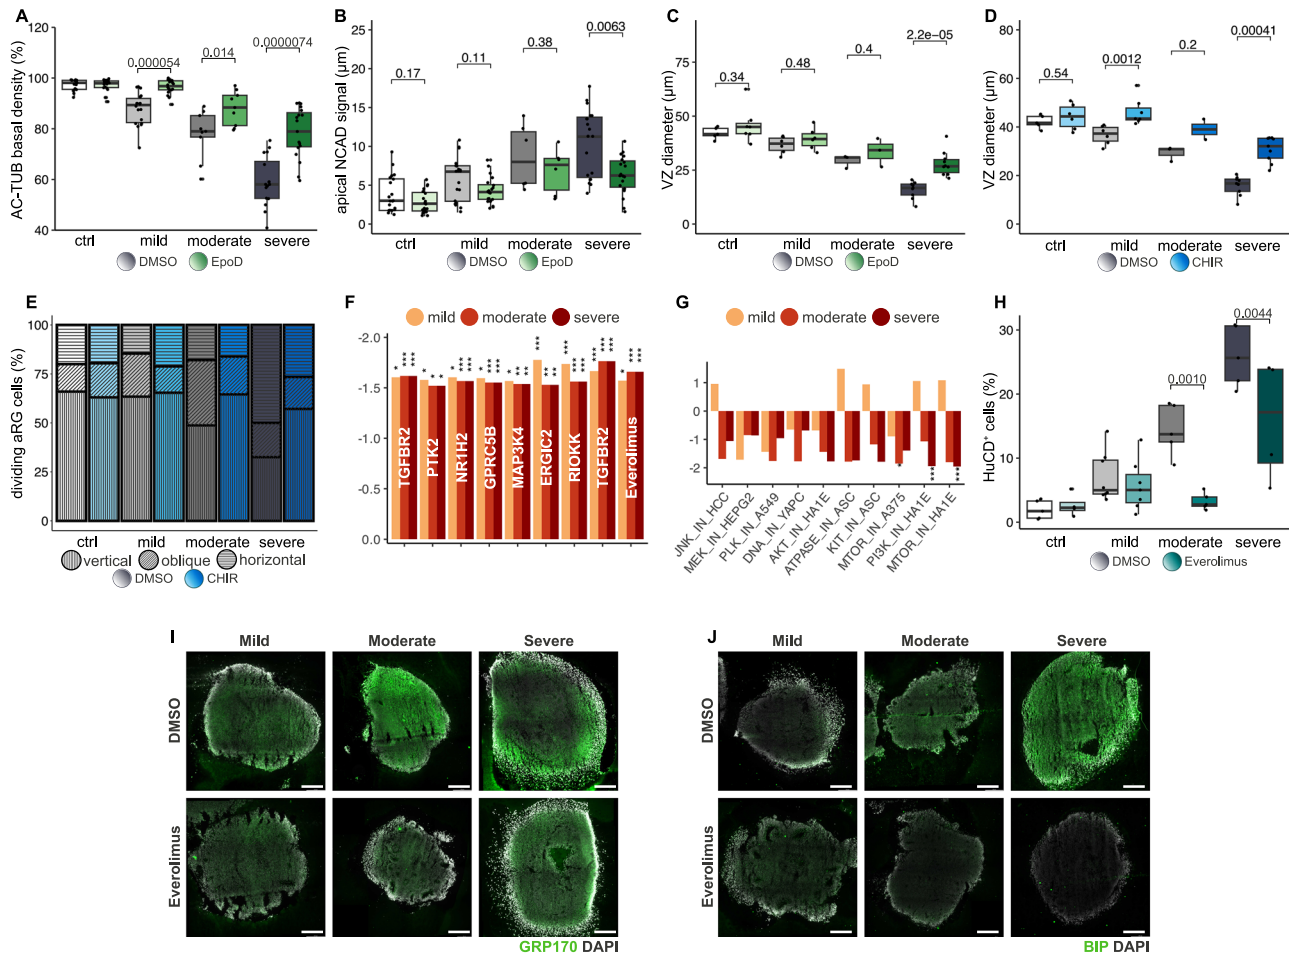 A
AC-TUB basal density (%)
120
100
80
60
40
0.000054
0.014
0.0000074
ctrl
mild
moderate
severe
DMSO
EpoD
B
apical NCAD signal (µm)
25
20
15
10
5
0
0.17
0.11
0.38
0.0063
ctrl
mild
moderate
severe
DMSO
EpoD
C
VZ diameter (µm)
75
50
25
0
0.34
0.48
0.4
2.2e-05
ctrl
mild
moderate
severe
DMSO
EpoD
D
VZ diameter (µm)
80
60
40
20
0
0.54
0.0012
0.2
0.00041
ctrl
mild
moderate
severe
DMSO
CHIR
E
dividing aRG cells (%)
100
75
50
25
0
ctrl
mild
moderate
severe
vertical
oblique
horizontal
DMSO
CHIR
F
mild
moderate
severe
-2.0
-1.5
-1.0
-0.5
0.0
* *** *** * * * * *** *** * *** *** * ** ** *** ** ** *** *** *** *** *** *** * *** ***
TGFBR2
PTK2
NR1H2
GPRC5B
MAP3K4
ERGIC2
RIOKK
TGFBR2
Everolimus
G
mild
moderate
severe
1
0
-1
-2
* *** ***
JNK_IN_HCC
MEK_IN_HEPG2
PLK_IN_A549
DNA_IN_YAPC
AKT_IN_HA1E
ATPASE_IN_ASC
KIT_IN_ASC
MTOR_IN_A375
PI3K_IN_HA1E
MTOR_IN_HA1E
H
HuCD⁺ cells (%)
30
20
10
0
0.0010
0.0044
ctrl
mild
moderate
severe
DMSO
Everolimus
I
Mild
Moderate
Severe
DMSO
Everolimus
GRP170 DAPI
J
Mild
Moderate
Severe
DMSO
Everolimus
BIP DAPI